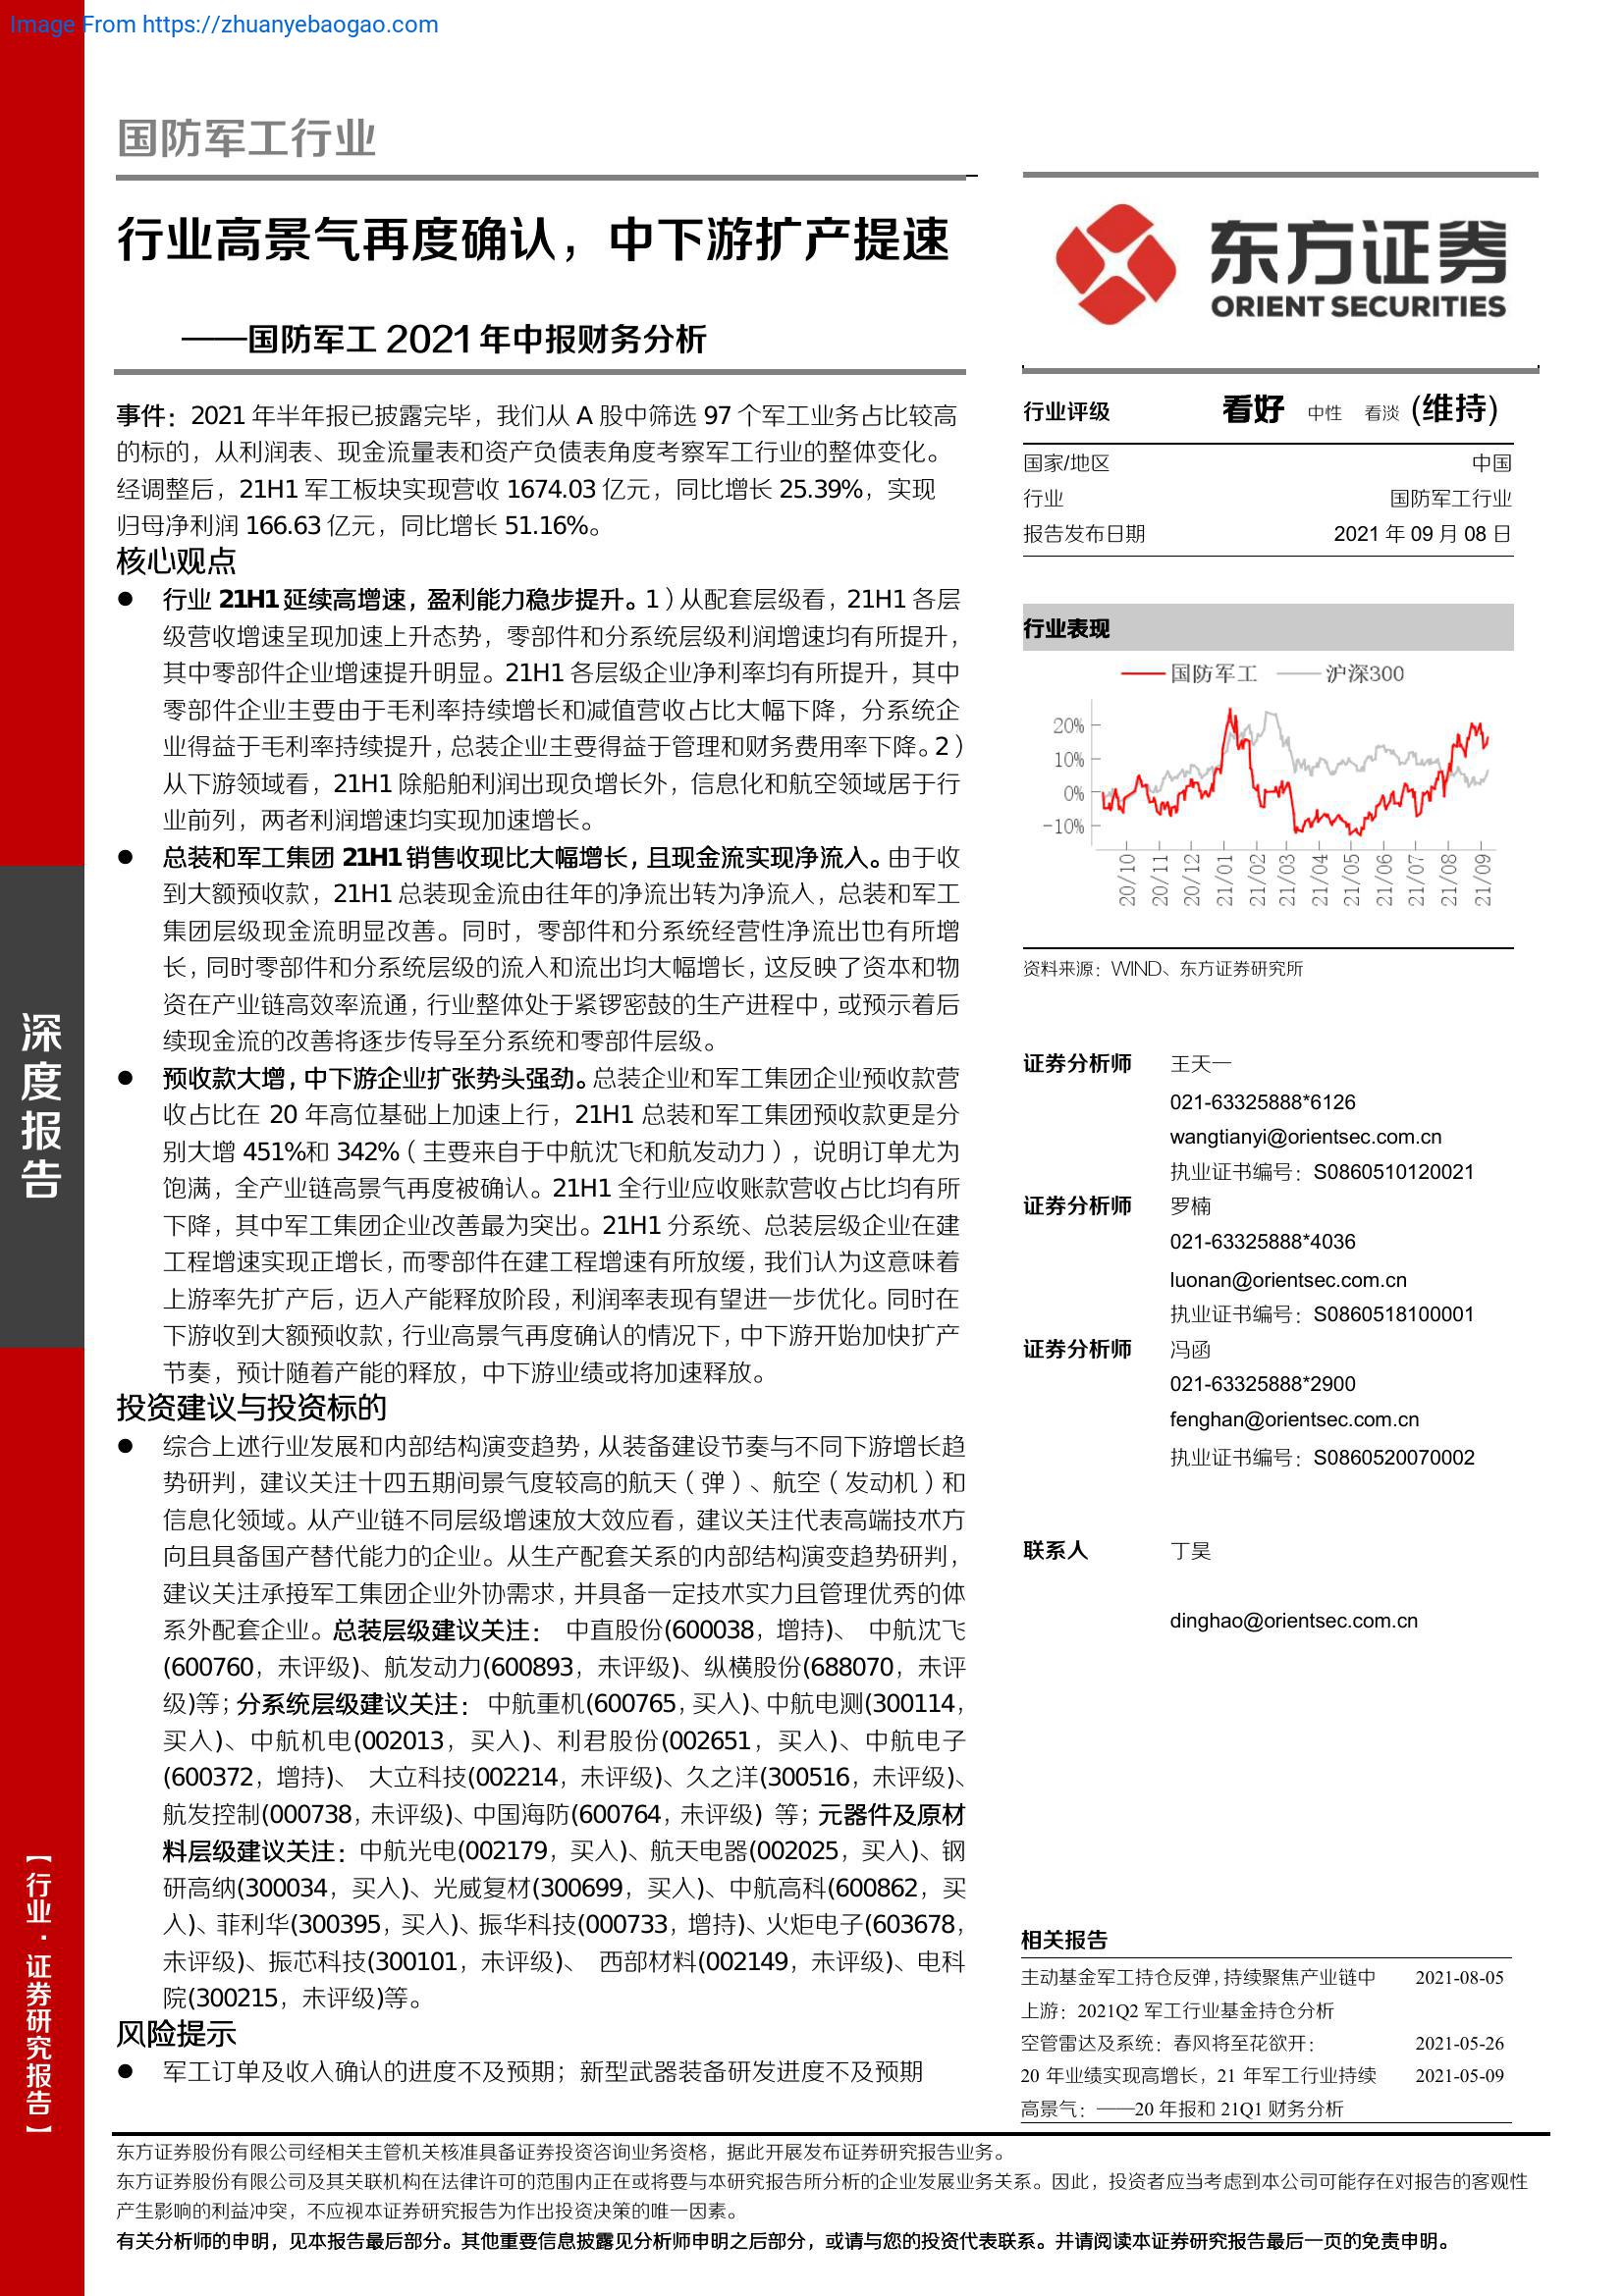 Image From https://zhuanyebaogao.com
国防军工行业
行业高景气再度确认，中下游扩产提速
——国防军工 2021 年中报财务分析
事件：2021 年半年报已披露完毕，我们从 A 股中筛选 97 个军工业务占比较高
的标的，从利润表、现金流量表和资产负债表角度考察军工行业的整体变化。
经调整后，21H1 军工板块实现营收 1674.03 亿元，同比增长 25.39%，实现
归母净利润 166.63 亿元，同比增长 51.16%。
核心观点
● 行业 21H1 延续高增速，盈利能力稳步提升。1）从配套层级看，21H1 各层
级营收增速呈现加速上升态势，零部件和分系统层级利润增速均有所提升，
其中零部件企业增速提升明显。21H1 各层级企业净利率均有所提升，其中
零部件企业主要由于毛利率持续增长和减值营收占比大幅下降，分系统企
业得益于毛利率持续提升，总装企业主要得益于管理和财务费用率下降。2）
从下游领域看，21H1 除船舶利润出现负增长外，信息化和航空领域居于行
业前列，两者利润增速均实现加速增长。
● 总装和军工集团 21H1 销售收现比大幅增长，且现金流实现净流入。由于收
到大额预收款，21H1 总装现金流由往年的净流出转为净流入，总装和军工
集团层级现金流明显改善。同时，零部件和分系统经营性净流出也有所增
长，同时零部件和分系统层级的流入和流出均大幅增长，这反映了资本和物
资在产业链高效率流通，行业整体处于紧锣密鼓的生产进程中，或预示着后
续现金流的改善将逐步传导至分系统和零部件层级。
● 预收款大增，中下游企业扩张势头强劲。总装企业和军工集团企业预收款营
收占比在 20 年高位基础上加速上行，21H1 总装和军工集团预收款更是分
别大增 451%和 342%（主要来自于中航沈飞和航发动力），说明订单尤为
饱满，全产业链高景气再度被确认。21H1 全行业应收账款营收占比均有所
下降，其中军工集团企业改善最为突出。21H1 分系统、总装层级企业在建
工程增速实现正增长，而零部件在建工程增速有所放缓，我们认为这意味着
上游率先扩产后，迈入产能释放阶段，利润率表现有望进一步优化。同时在
下游收到大额预收款，行业高景气再度确认的情况下，中下游开始加快扩产
节奏，预计随着产能的释放，中下游业绩或将加速释放。
投资建议与投资标的
● 综合上述行业发展和内部结构演变趋势，从装备建设节奏与不同下游增长趋
势研判，建议关注十四五期间景气度较高的航天（弹）、航空（发动机）和
信息化领域。从产业链不同层级增速放大效应看，建议关注代表高端技术方
向且具备国产替代能力的企业。从生产配套关系的内部结构演变趋势研判，
建议关注承接军工集团企业外协需求，并具备一定技术实力且管理优秀的体
系外配套企业。总装层级建议关注： 中直股份(600038，增持)、 中航沈飞
(600760，未评级)、航发动力(600893，未评级)、纵横股份(688070，未评
级)等；分系统层级建议关注： 中航重机(600765，买入)、中航电测(300114，
买入)、中航机电(002013，买入)、利君股份(002651，买入)、中航电子
(600372，增持)、 大立科技(002214，未评级)、久之洋(300516，未评级)、
航发控制(000738，未评级)、中国海防(600764，未评级) 等；元器件及原材
料层级建议关注：中航光电(002179，买入)、航天电器(002025，买入)、钢
研高纳(300034，买入)、光威复材(300699，买入)、中航高科(600862，买
入)、菲利华(300395，买入)、振华科技(000733，增持)、火炬电子(603678，
未评级)、振芯科技(300101，未评级)、 西部材料(002149，未评级)、电科
院(300215，未评级)等。
风险提示
● 军工订单及收入确认的进度不及预期；新型武器装备研发进度不及预期
东方证券
ORIENT SECURITIES
行业评级 看好 中性 看淡 (维持)
国家/地区 中国
行业 国防军工行业
报告发布日期 2021 年 09 月 08 日
行业表现
国防军工 沪深300
20%
10%
0%
-10%
20/10 20/11 20/12 21/01 21/02 21/03 21/04 21/05 21/06 21/07 21/08 21/09
资料来源：WIND、东方证券研究所
证券分析师 王天一
021-63325888*6126
wangtianyi@orientsec.com.cn
执业证书编号：S0860510120021
证券分析师 罗楠
021-63325888*4036
luonan@orientsec.com.cn
执业证书编号：S0860518100001
证券分析师 冯函
021-63325888*2900
fenghan@orientsec.com.cn
执业证书编号：S0860520070002
联系人 丁昊
dinghao@orientsec.com.cn
相关报告
主动基金军工持仓反弹，持续聚焦产业链中 2021-08-05
上游：2021Q2 军工行业基金持仓分析
空管雷达及系统：春风将至花欲开： 2021-05-26
20 年业绩实现高增长，21 年军工行业持续 2021-05-09
高景气：——20 年报和 21Q1 财务分析
深度报告
【行业·证券研究报告】
东方证券股份有限公司经相关主管机关核准具备证券投资咨询业务资格，据此开展发布证券研究报告业务。
东方证券股份有限公司及其关联机构在法律许可的范围内正在或将要与本研究报告所分析的企业发展业务关系。因此，投资者应当考虑到本公司可能存在对报告的客观性
产生影响的利益冲突，不应视本证券研究报告为作出投资决策的唯一因素。
有关分析师的申明，见本报告最后部分。其他重要信息披露见分析师申明之后部分，或请与您的投资代表联系。并请阅读本证券研究报告最后一页的免责申明。